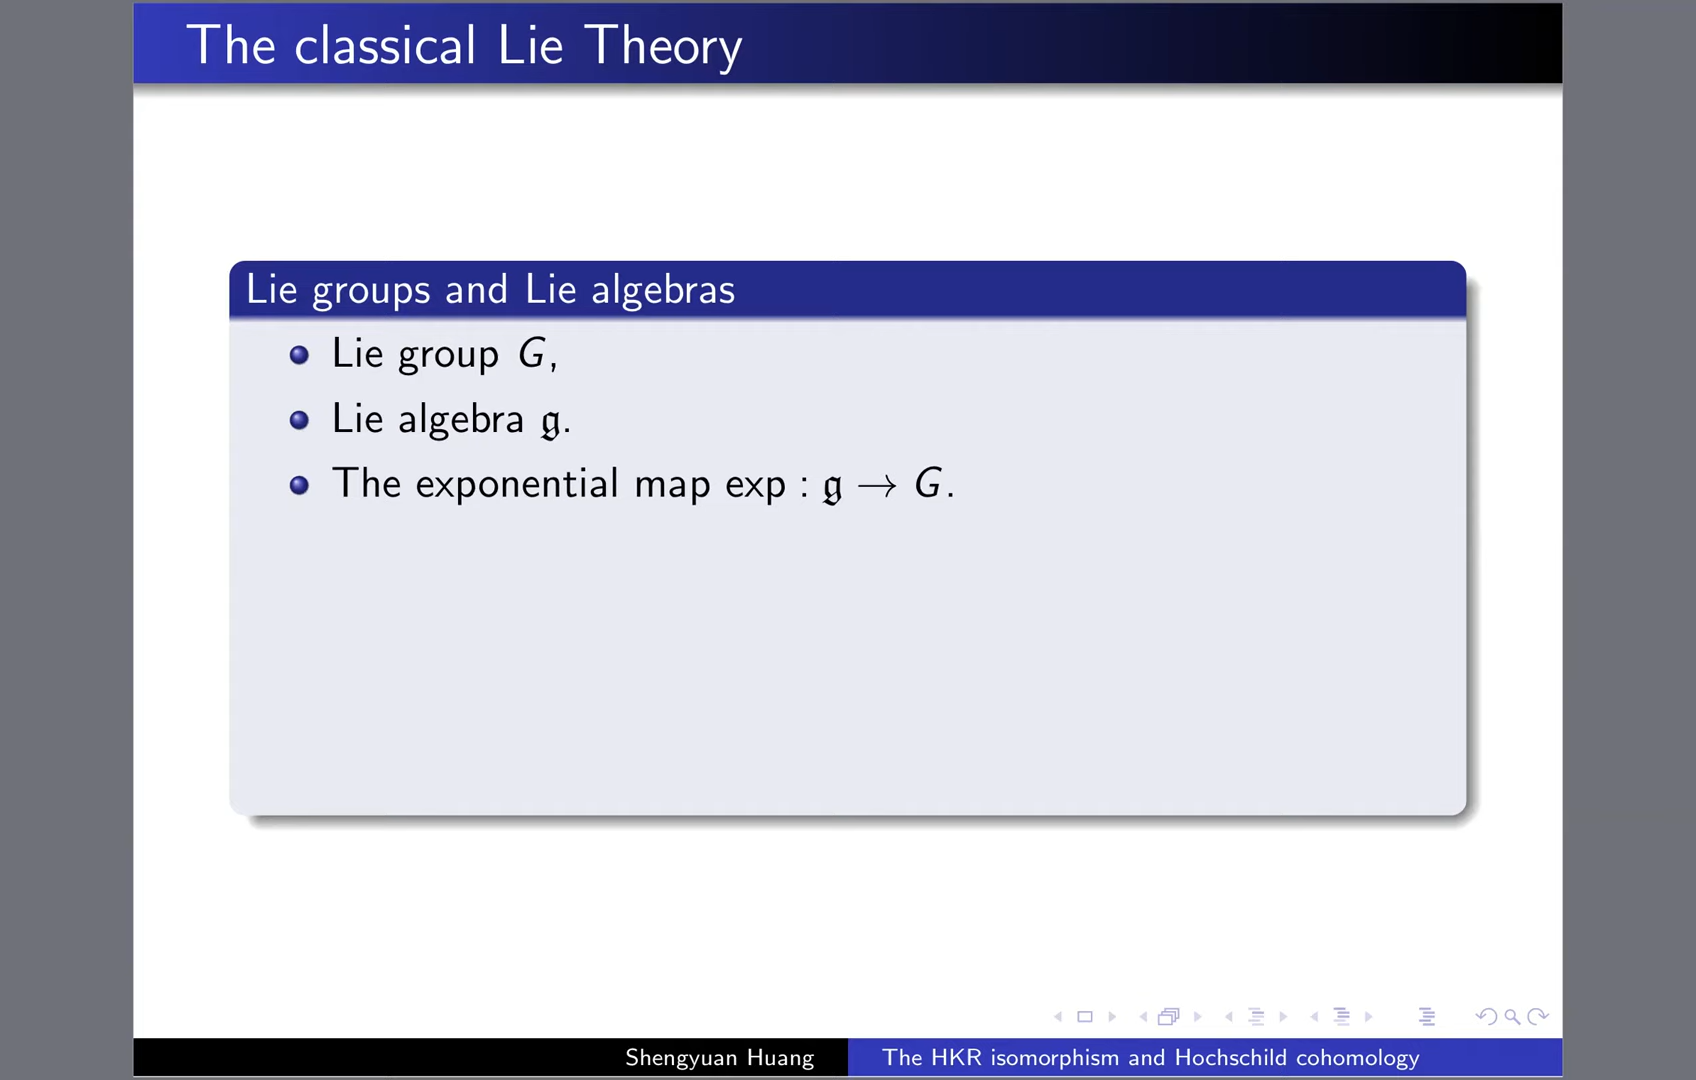 The classical Lie Theory
Lie groups and Lie algebras
Lie group G,
Lie algebra 𝔤.
The exponential map exp : 𝔤 → G.
Shengyuan Huang
The HKR isomorphism and Hochschild cohomology